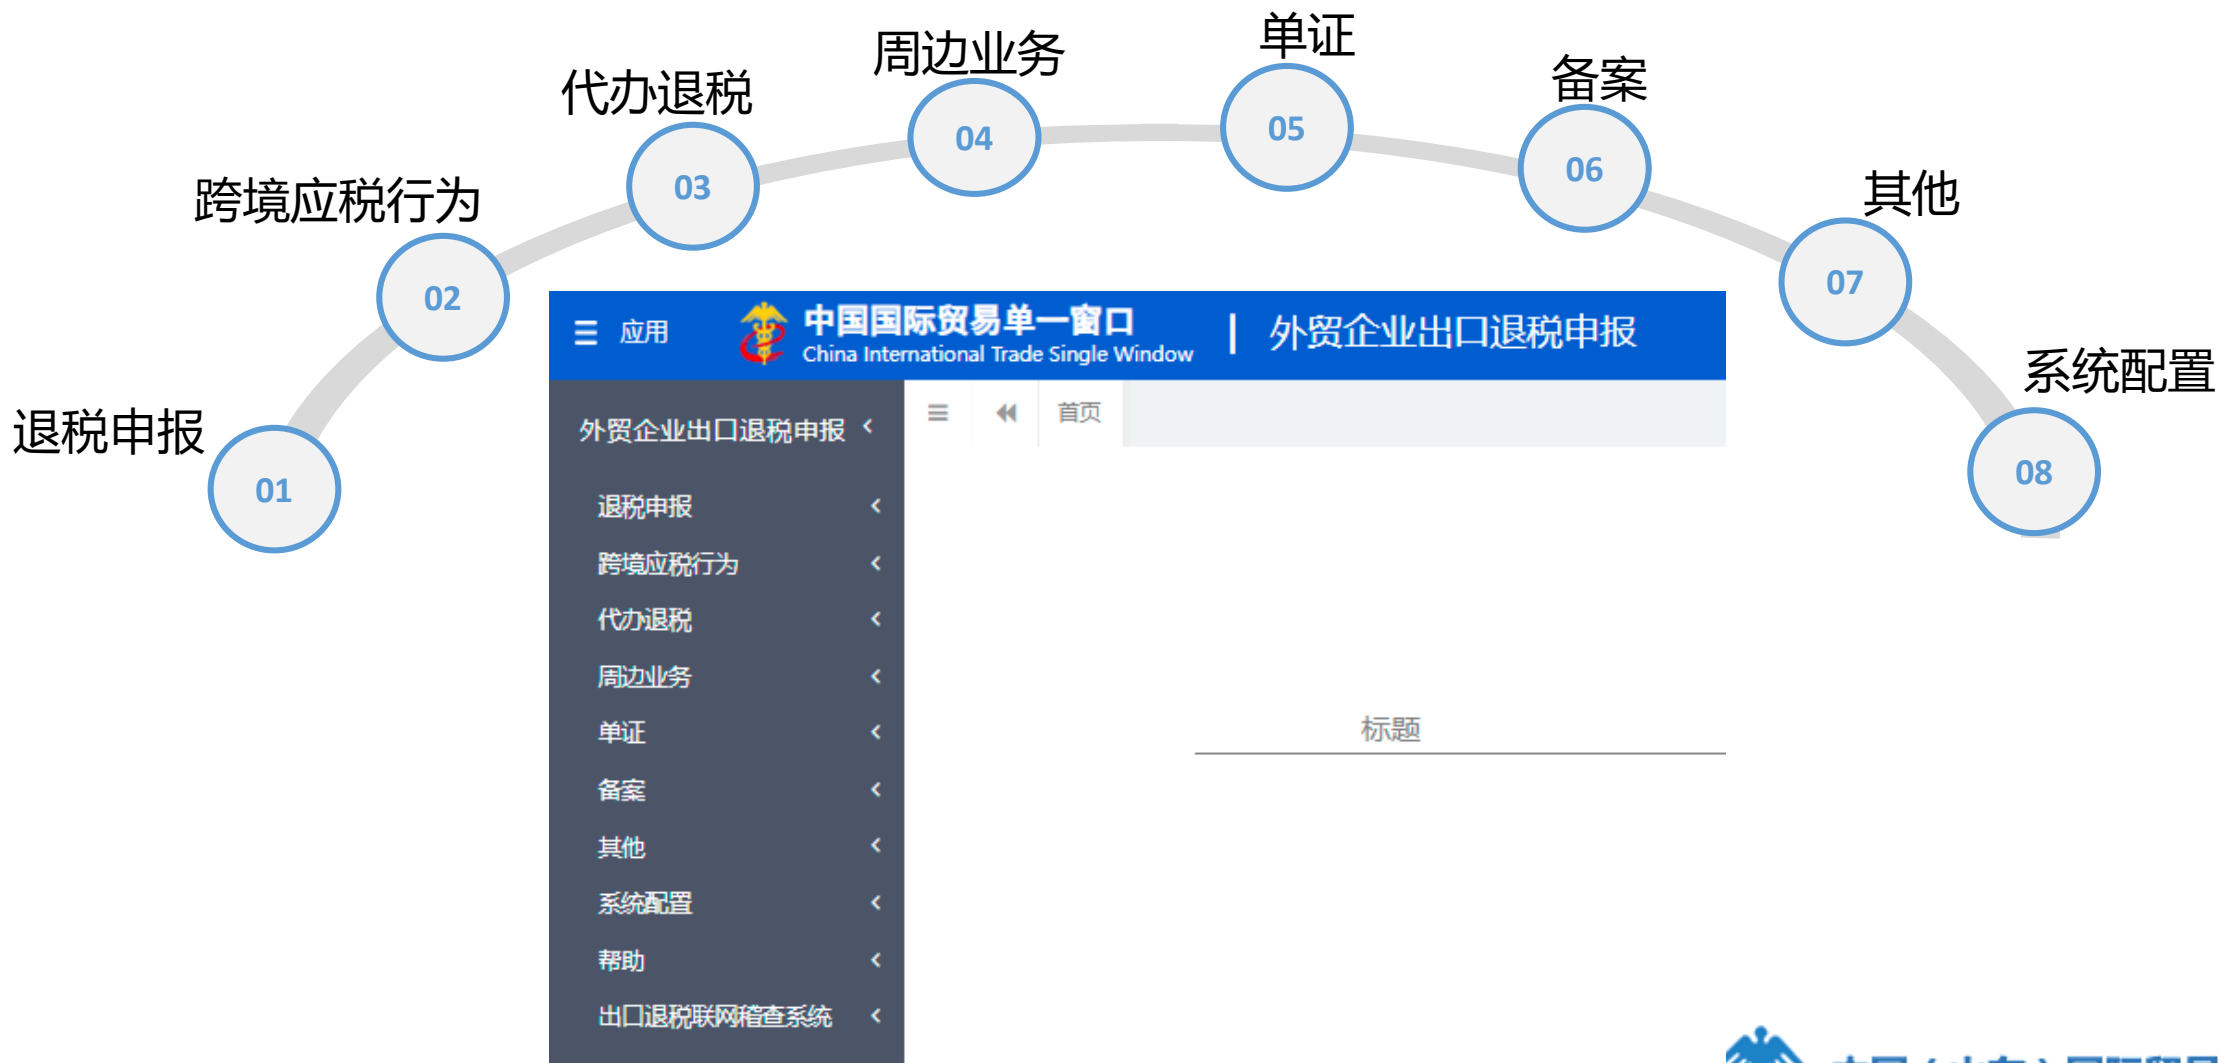 单证
周边业务
备案
代办退税
05
04
06
跨境应税行为
03
其他
02
07
应用
中国国际贸易单一窗口
China International Trade Single Window
外贸企业出口退税申报
系统配置
退税申报
外贸企业出口退税申报
首页
01
08
退税申报
跨境应税行为
代办退税
周边业务
标题
单证
备案
其他
系统配置
帮助
出口退税联网稽查系统